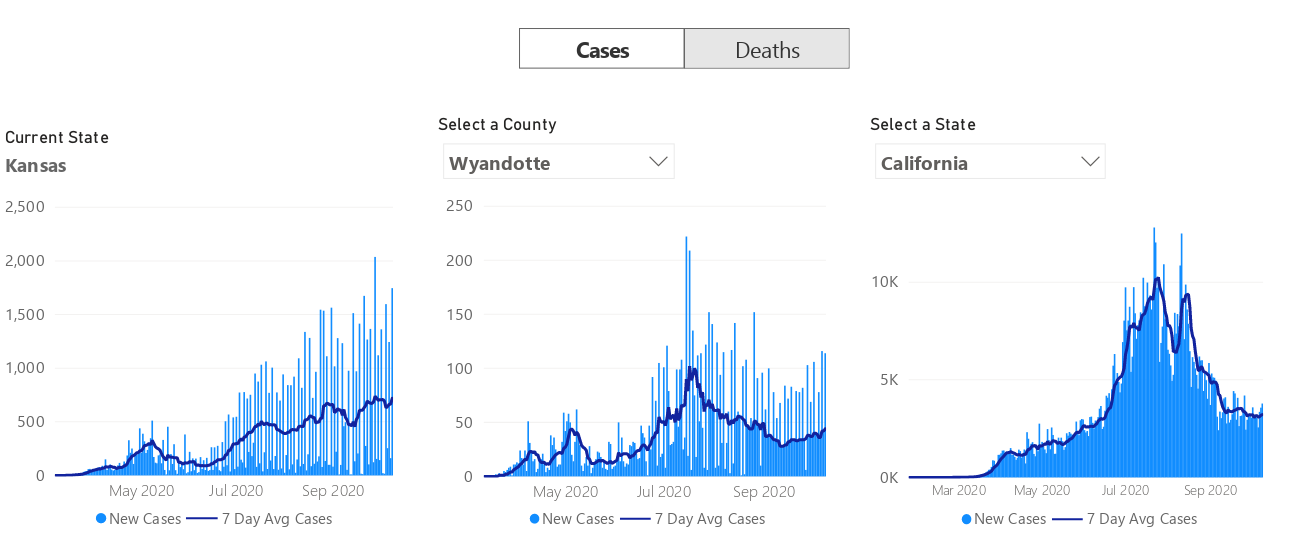 Cases Deaths
Current State
Kansas
2,500
2,000
1,500
1,000
500
0
May 2020 Jul 2020 Sep 2020
New Cases 7 Day Avg Cases
Select a County
Wyandotte
250
200
150
100
50
0
May 2020 Jul 2020 Sep 2020
New Cases 7 Day Avg Cases
Select a State
California
10K
5K
0K
Mar 2020 May 2020 Jul 2020 Sep 2020
New Cases 7 Day Avg Cases